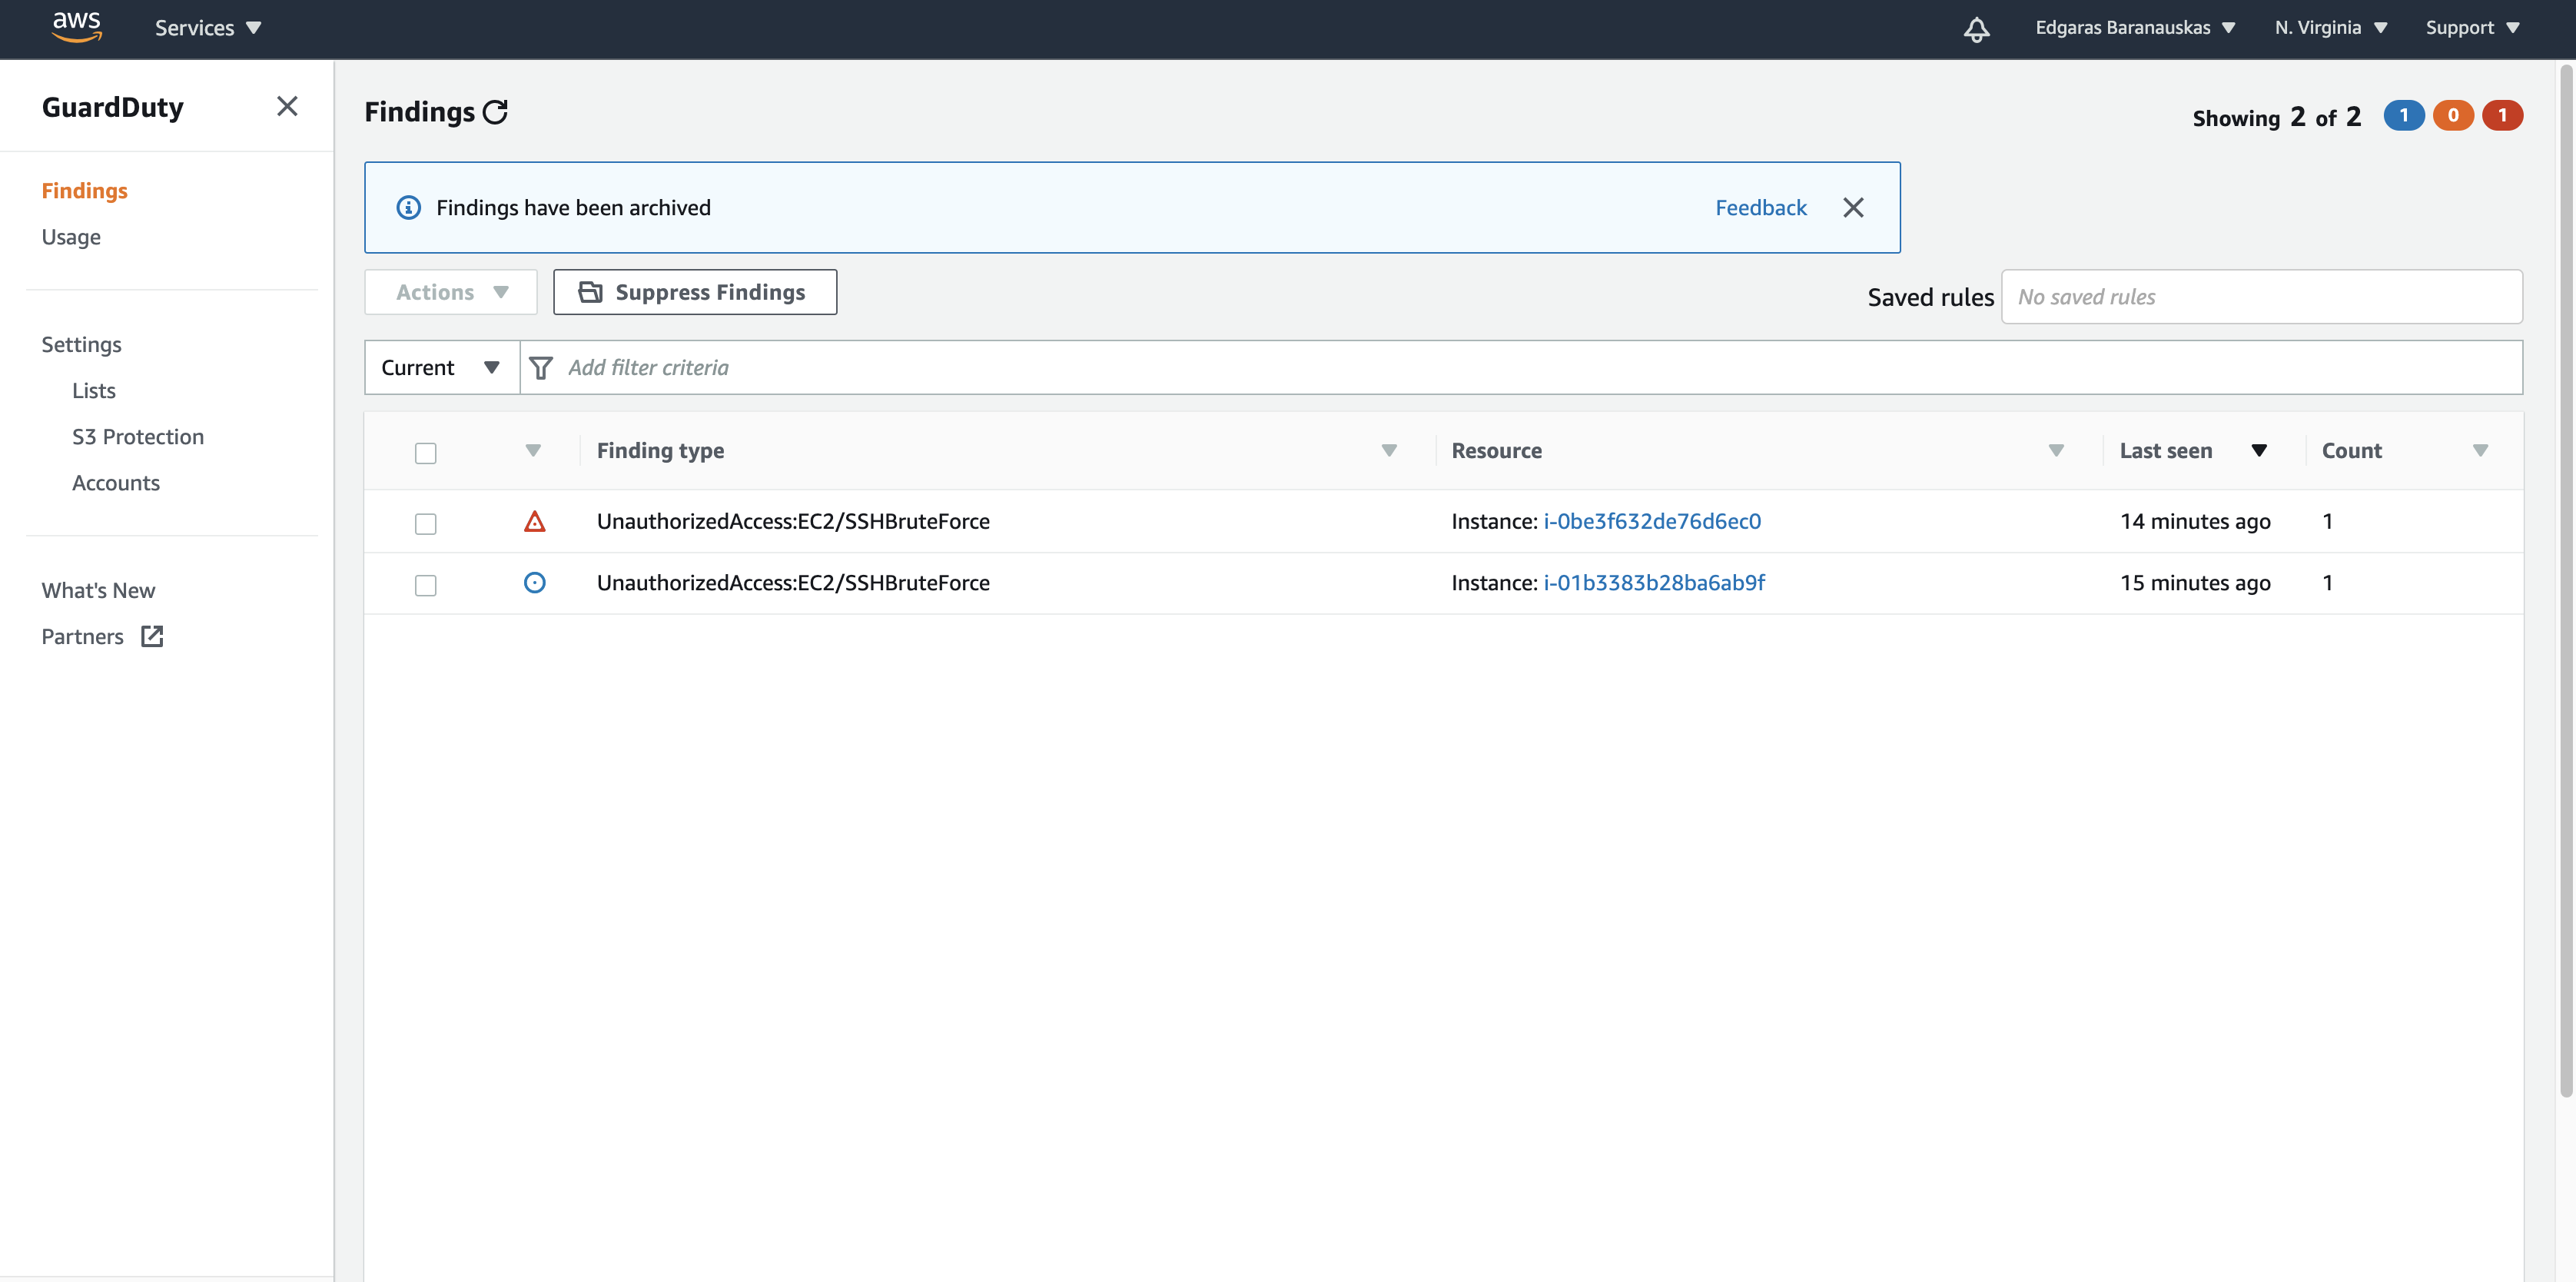 aws Services Edgaras Baranauskas N. Virginia Support
GuardDuty
Findings
Usage
Settings
Lists
S3 Protection
Accounts
What's New
Partners
Findings
Showing 2 of 2 1 0 1
Findings have been archived Feedback
Actions Suppress Findings Saved rules No saved rules
Current Add filter criteria
Finding type Resource Last seen Count
UnauthorizedAccess:EC2/SSHBruteForce Instance: i-0be3f632de76d6ec0 14 minutes ago 1
UnauthorizedAccess:EC2/SSHBruteForce Instance: i-01b3383b28ba6ab9f 15 minutes ago 1